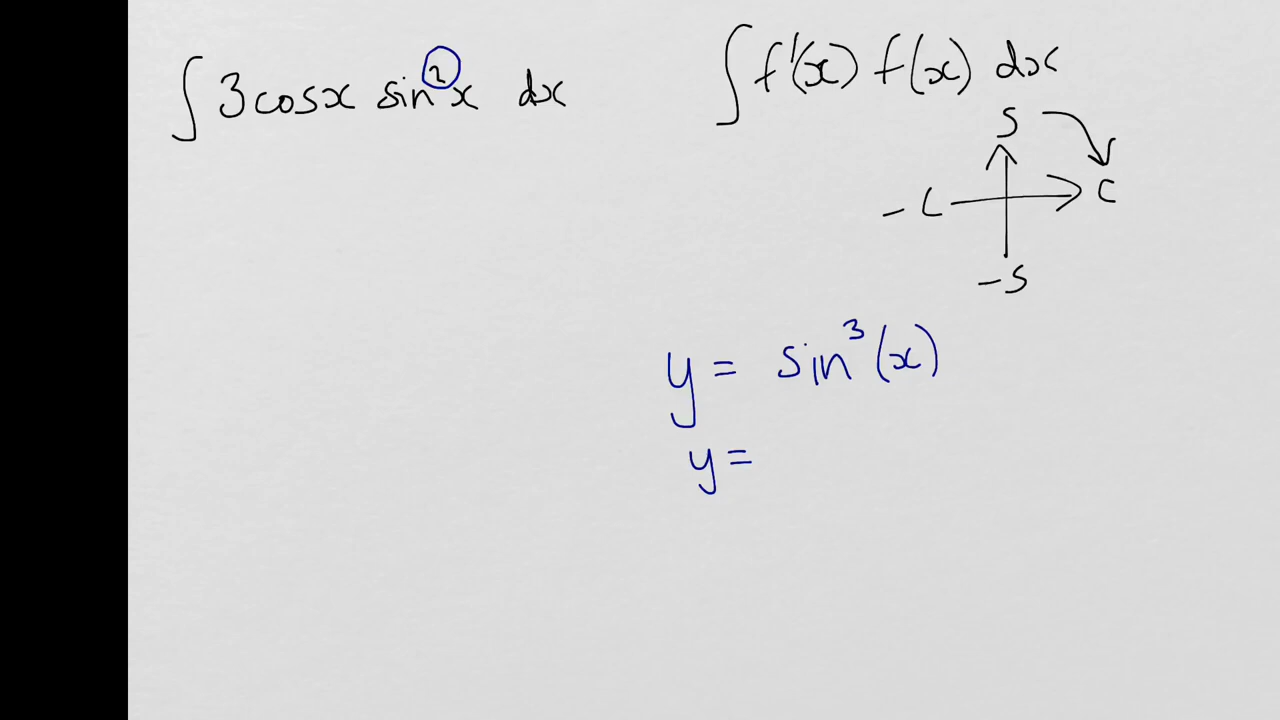 ∫ 3cosx sin²x dx
∫ f'(x) f(x) dx
S
- C C
-S
y = sin³(x)
y =